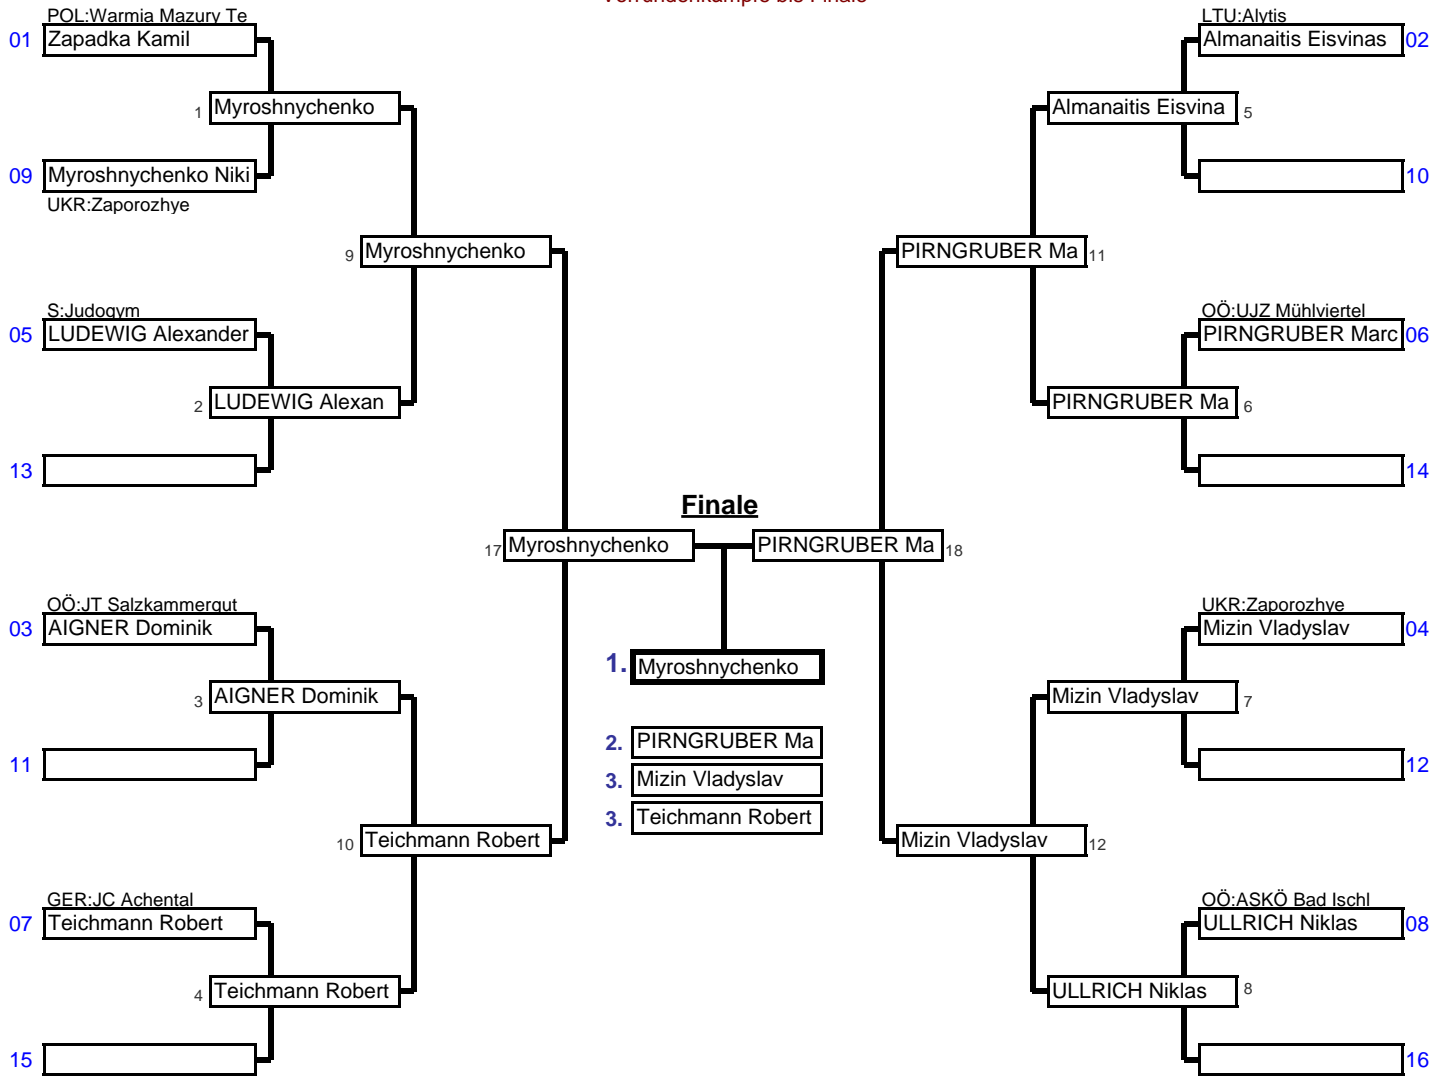 Vorrundenkämpfe bis Finale
POL:Warmia Mazury Te
01 Zapadka Kamil
1 Myroshnychenko
09 Myroshnychenko Niki
UKR:Zaporozhye
9 Myroshnychenko
S:Judogym
05 LUDEWIG Alexander
2 LUDEWIG Alexan
13
17 Myroshnychenko
OÖ:JT Salzkammergut
03 AIGNER Dominik
3 AIGNER Dominik
11
10 Teichmann Robert
GER:JC Achental
07 Teichmann Robert
4 Teichmann Robert
15
Finale
1. Myroshnychenko
2. PIRNGRUBER Ma
3. Mizin Vladyslav
3. Teichmann Robert
LTU:Alytis
Almanaitis Eisvinas 02
Almanaitis Eisvina 5
10
PIRNGRUBER Ma 11
OÖ:UJZ Mühlviertel
PIRNGRUBER Marc 06
PIRNGRUBER Ma 6
14
PIRNGRUBER Ma 18
UKR:Zaporozhye
Mizin Vladyslav 04
Mizin Vladyslav 7
12
Mizin Vladyslav 12
OÖ:ASKÖ Bad Ischl
ULLRICH Niklas 08
ULLRICH Niklas 8
16